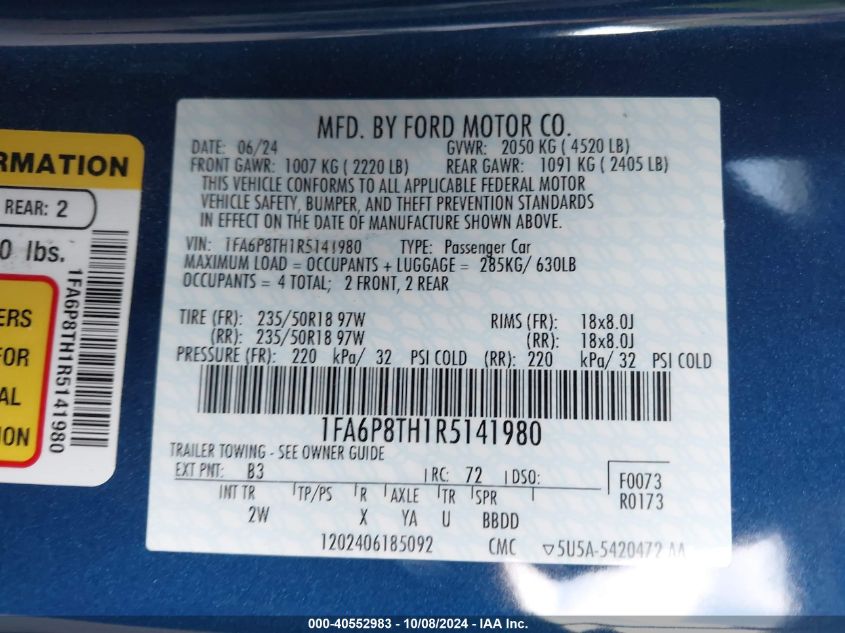 MFD. BY FORD MOTOR CO.
DATE: 06/24 GVWR: 2050 KG ( 4520 LB)
FRONT GAWR: 1007 KG ( 2220 LB) REAR GAWR: 1091 KG ( 2405 LB)
THIS VEHICLE CONFORMS TO ALL APPLICABLE FEDERAL MOTOR
VEHICLE SAFETY, BUMPER, AND THEFT PREVENTION STANDARDS
IN EFFECT ON THE DATE OF MANUFACTURE SHOWN ABOVE.
VIN: 1FA6P8TH1R5141980 TYPE: Passenger Car
MAXIMUM LOAD = OCCUPANTS + LUGGAGE = 285KG/ 630LB
OCCUPANTS = 4 TOTAL; 2 FRONT, 2 REAR
TIRE (FR): 235/50R18 97W RIMS (FR): 18x8.0J
(RR): 235/50R18 97W (RR): 18x8.0J
PRESSURE (FR): 220 kPa/ 32 PSI COLD (RR): 220 kPa/ 32 PSI COLD
1FA6P8TH1R5141980
TRAILER TOWING - SEE OWNER GUIDE
EXT PNT: B3 RC: 72 DSO: F0073
R0173
INT TR TP/PS R AXLE TR SPR
2W X YA U BBDD
1202406185092 CMC ▽5U5A-5420472 AA
RMATION
REAR: 2
0 lbs.
ERS
FOR
AL
ION
1FA6P8TH1R5141980
000-40552983 - 10/08/2024 - IAA Inc.